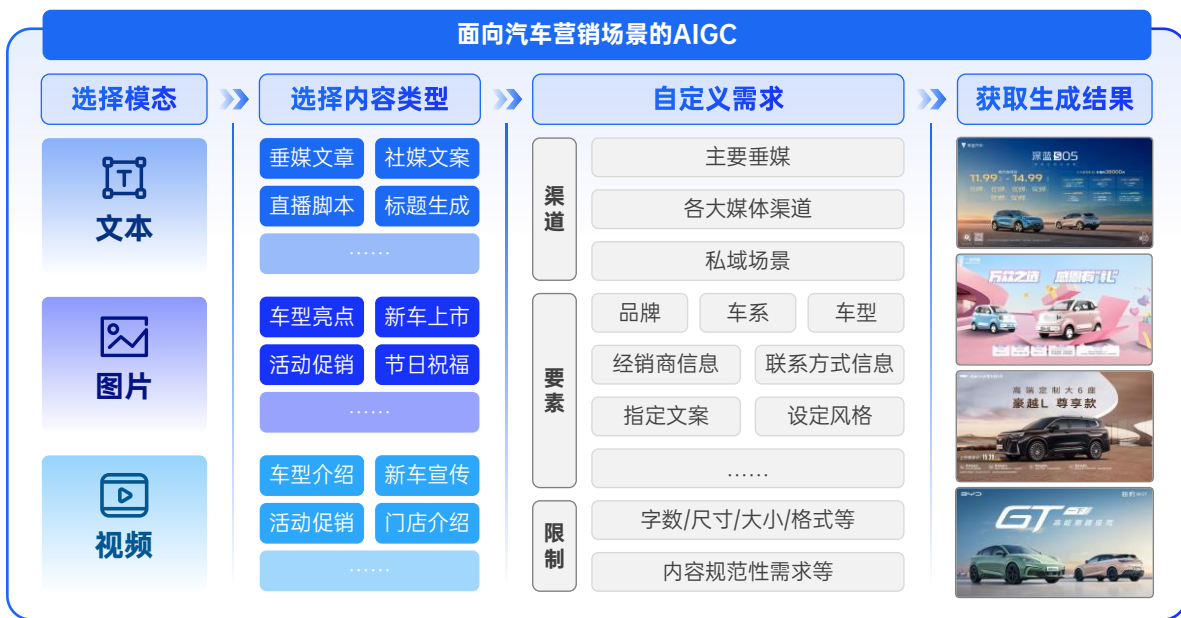 面向汽车营销场景的AIGC
选择模态
选择内容类型
自定义需求
获取生成结果
文本
垂媒文章
社媒文案
直播脚本
标题生成
……
图片
车型亮点
新车上市
活动促销
节日祝福
……
视频
车型介绍
新车宣传
活动促销
门店介绍
……
渠道
主要垂媒
各大媒体渠道
私域场景
要素
品牌
车系
车型
经销商信息
联系方式信息
指定文案
设定风格
……
限制
字数/尺寸/大小/格式等
内容规范性需求等
深蓝S05
11.99 - 14.99
万众之选 感恩有“礼”
高端定制大6座
豪越L 尊享款
BYD
GT